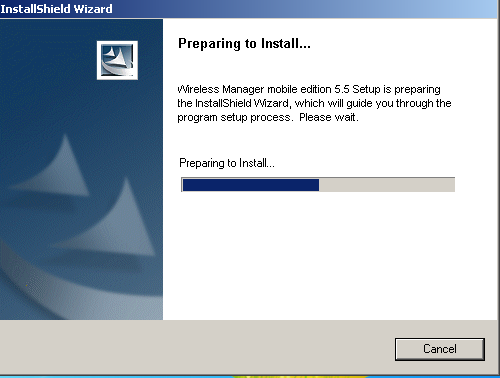 InstallShield Wizard
Preparing to Install...
Wireless Manager mobile edition 5.5 Setup is preparing
the InstallShield Wizard, which will guide you through the
program setup process. Please wait.
Preparing to Install...
Cancel